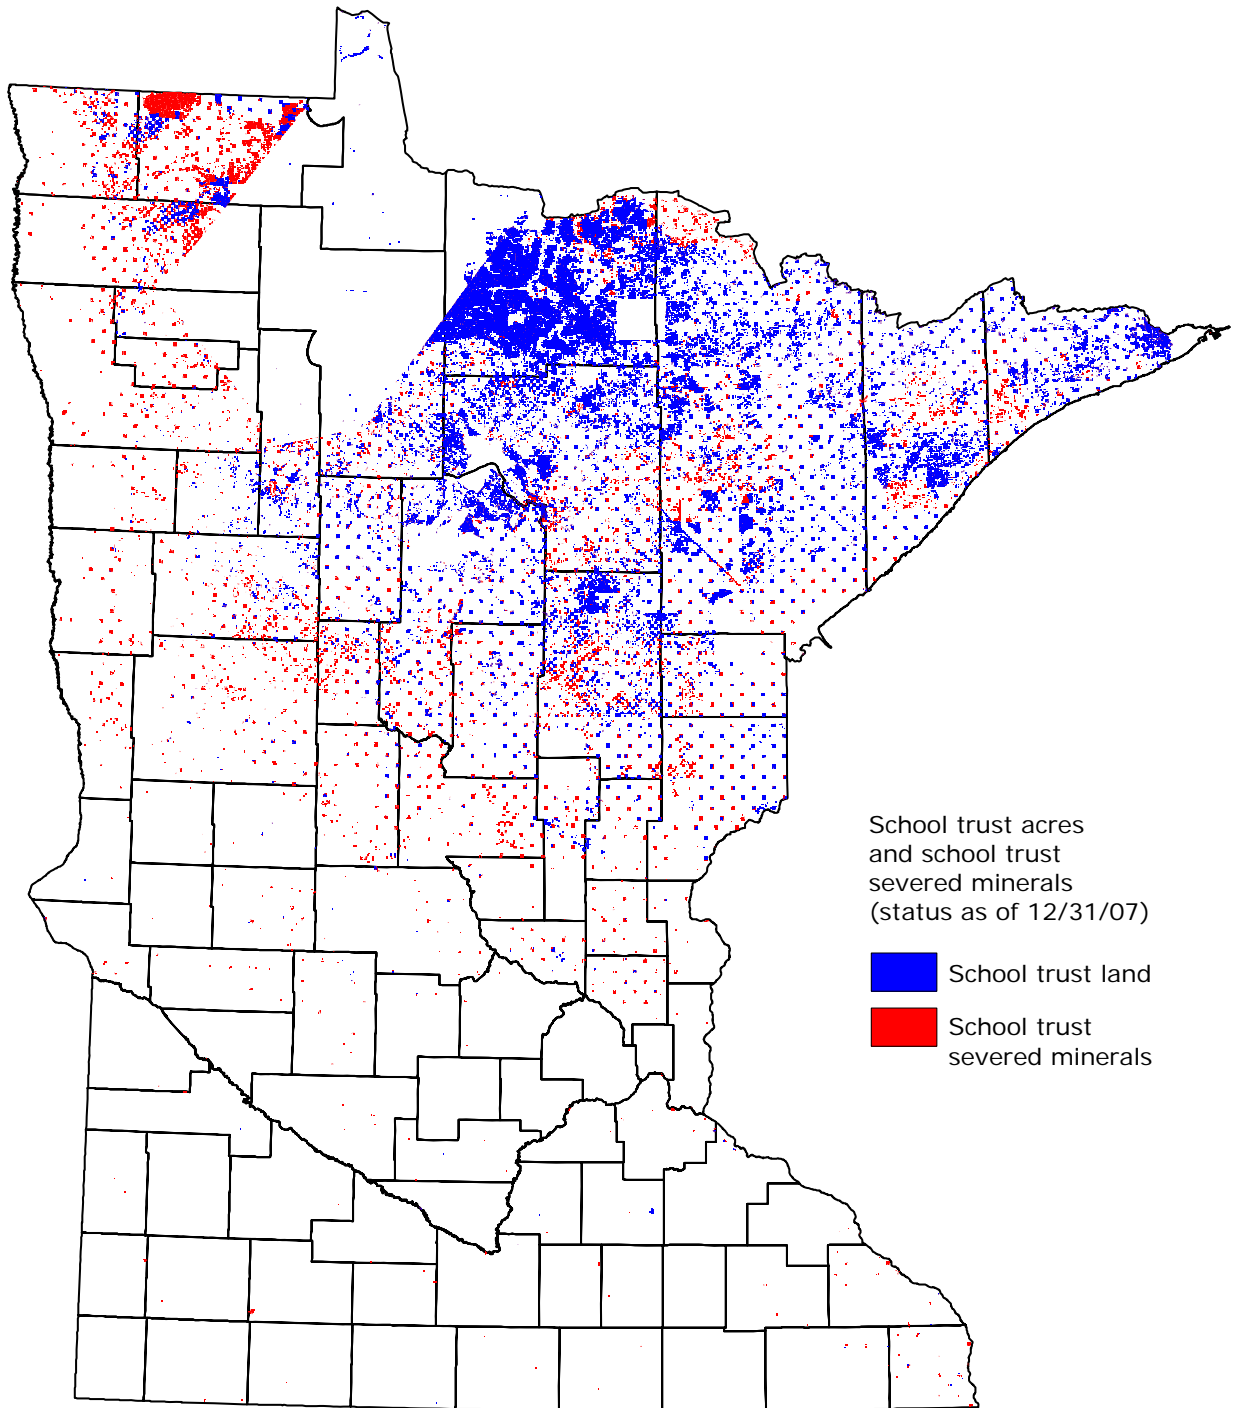 School trust acres
and school trust
severed minerals
(status as of 12/31/07)
School trust land
School trust
severed minerals